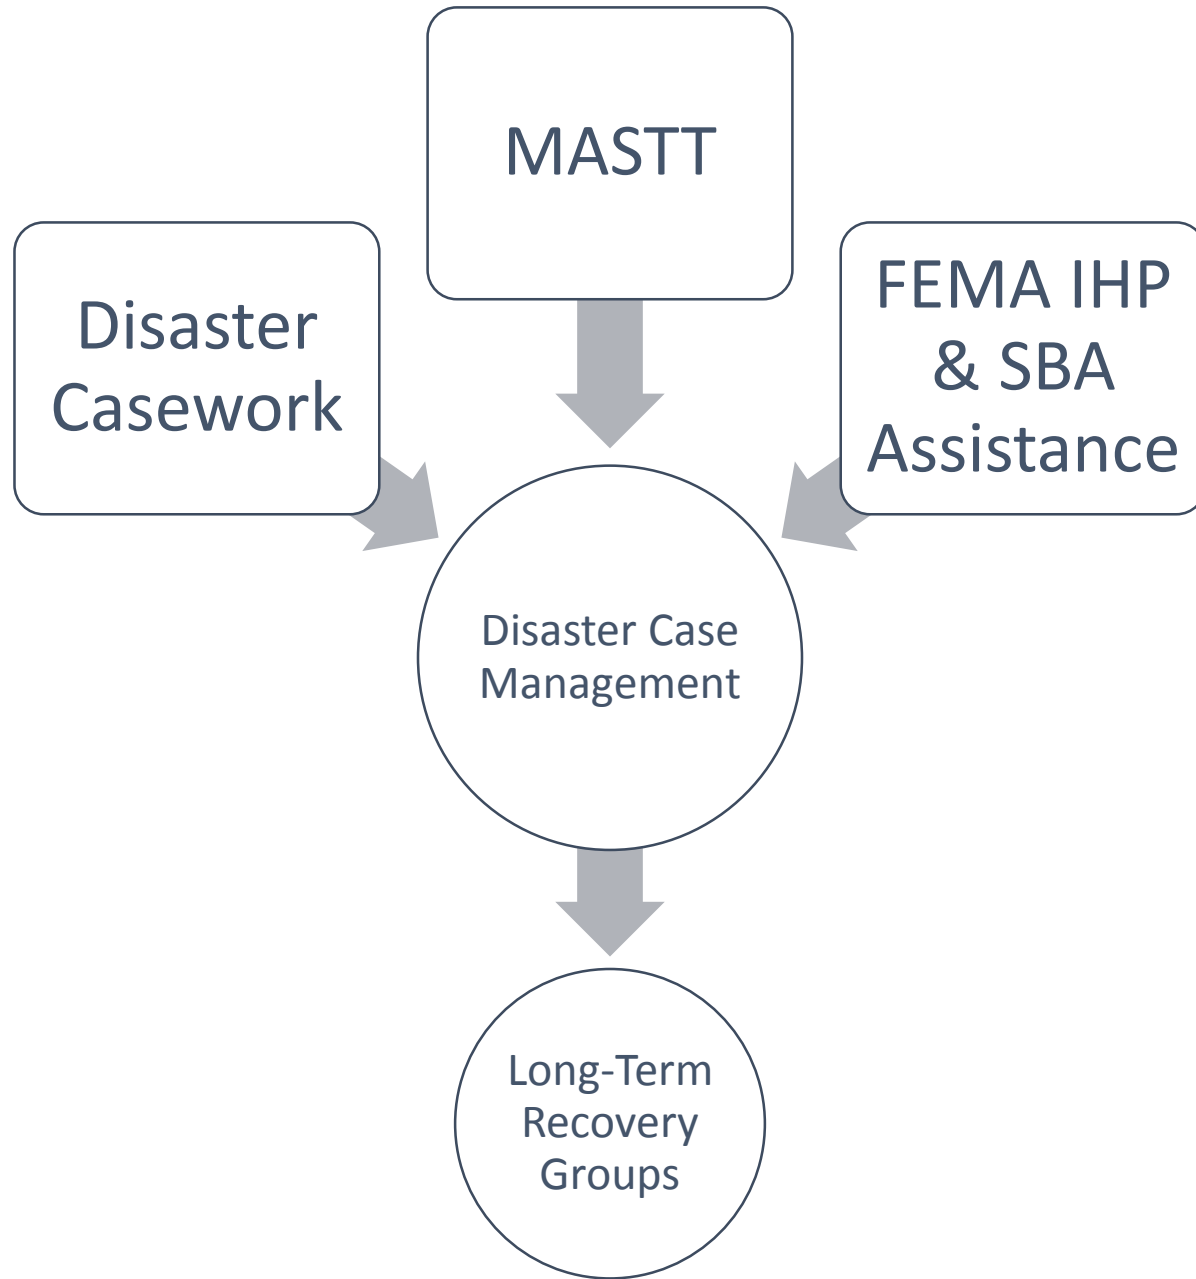 MASTT
Disaster
Casework
FEMA IHP
& SBA
Assistance
Disaster Case
Management
Long-Term
Recovery
Groups